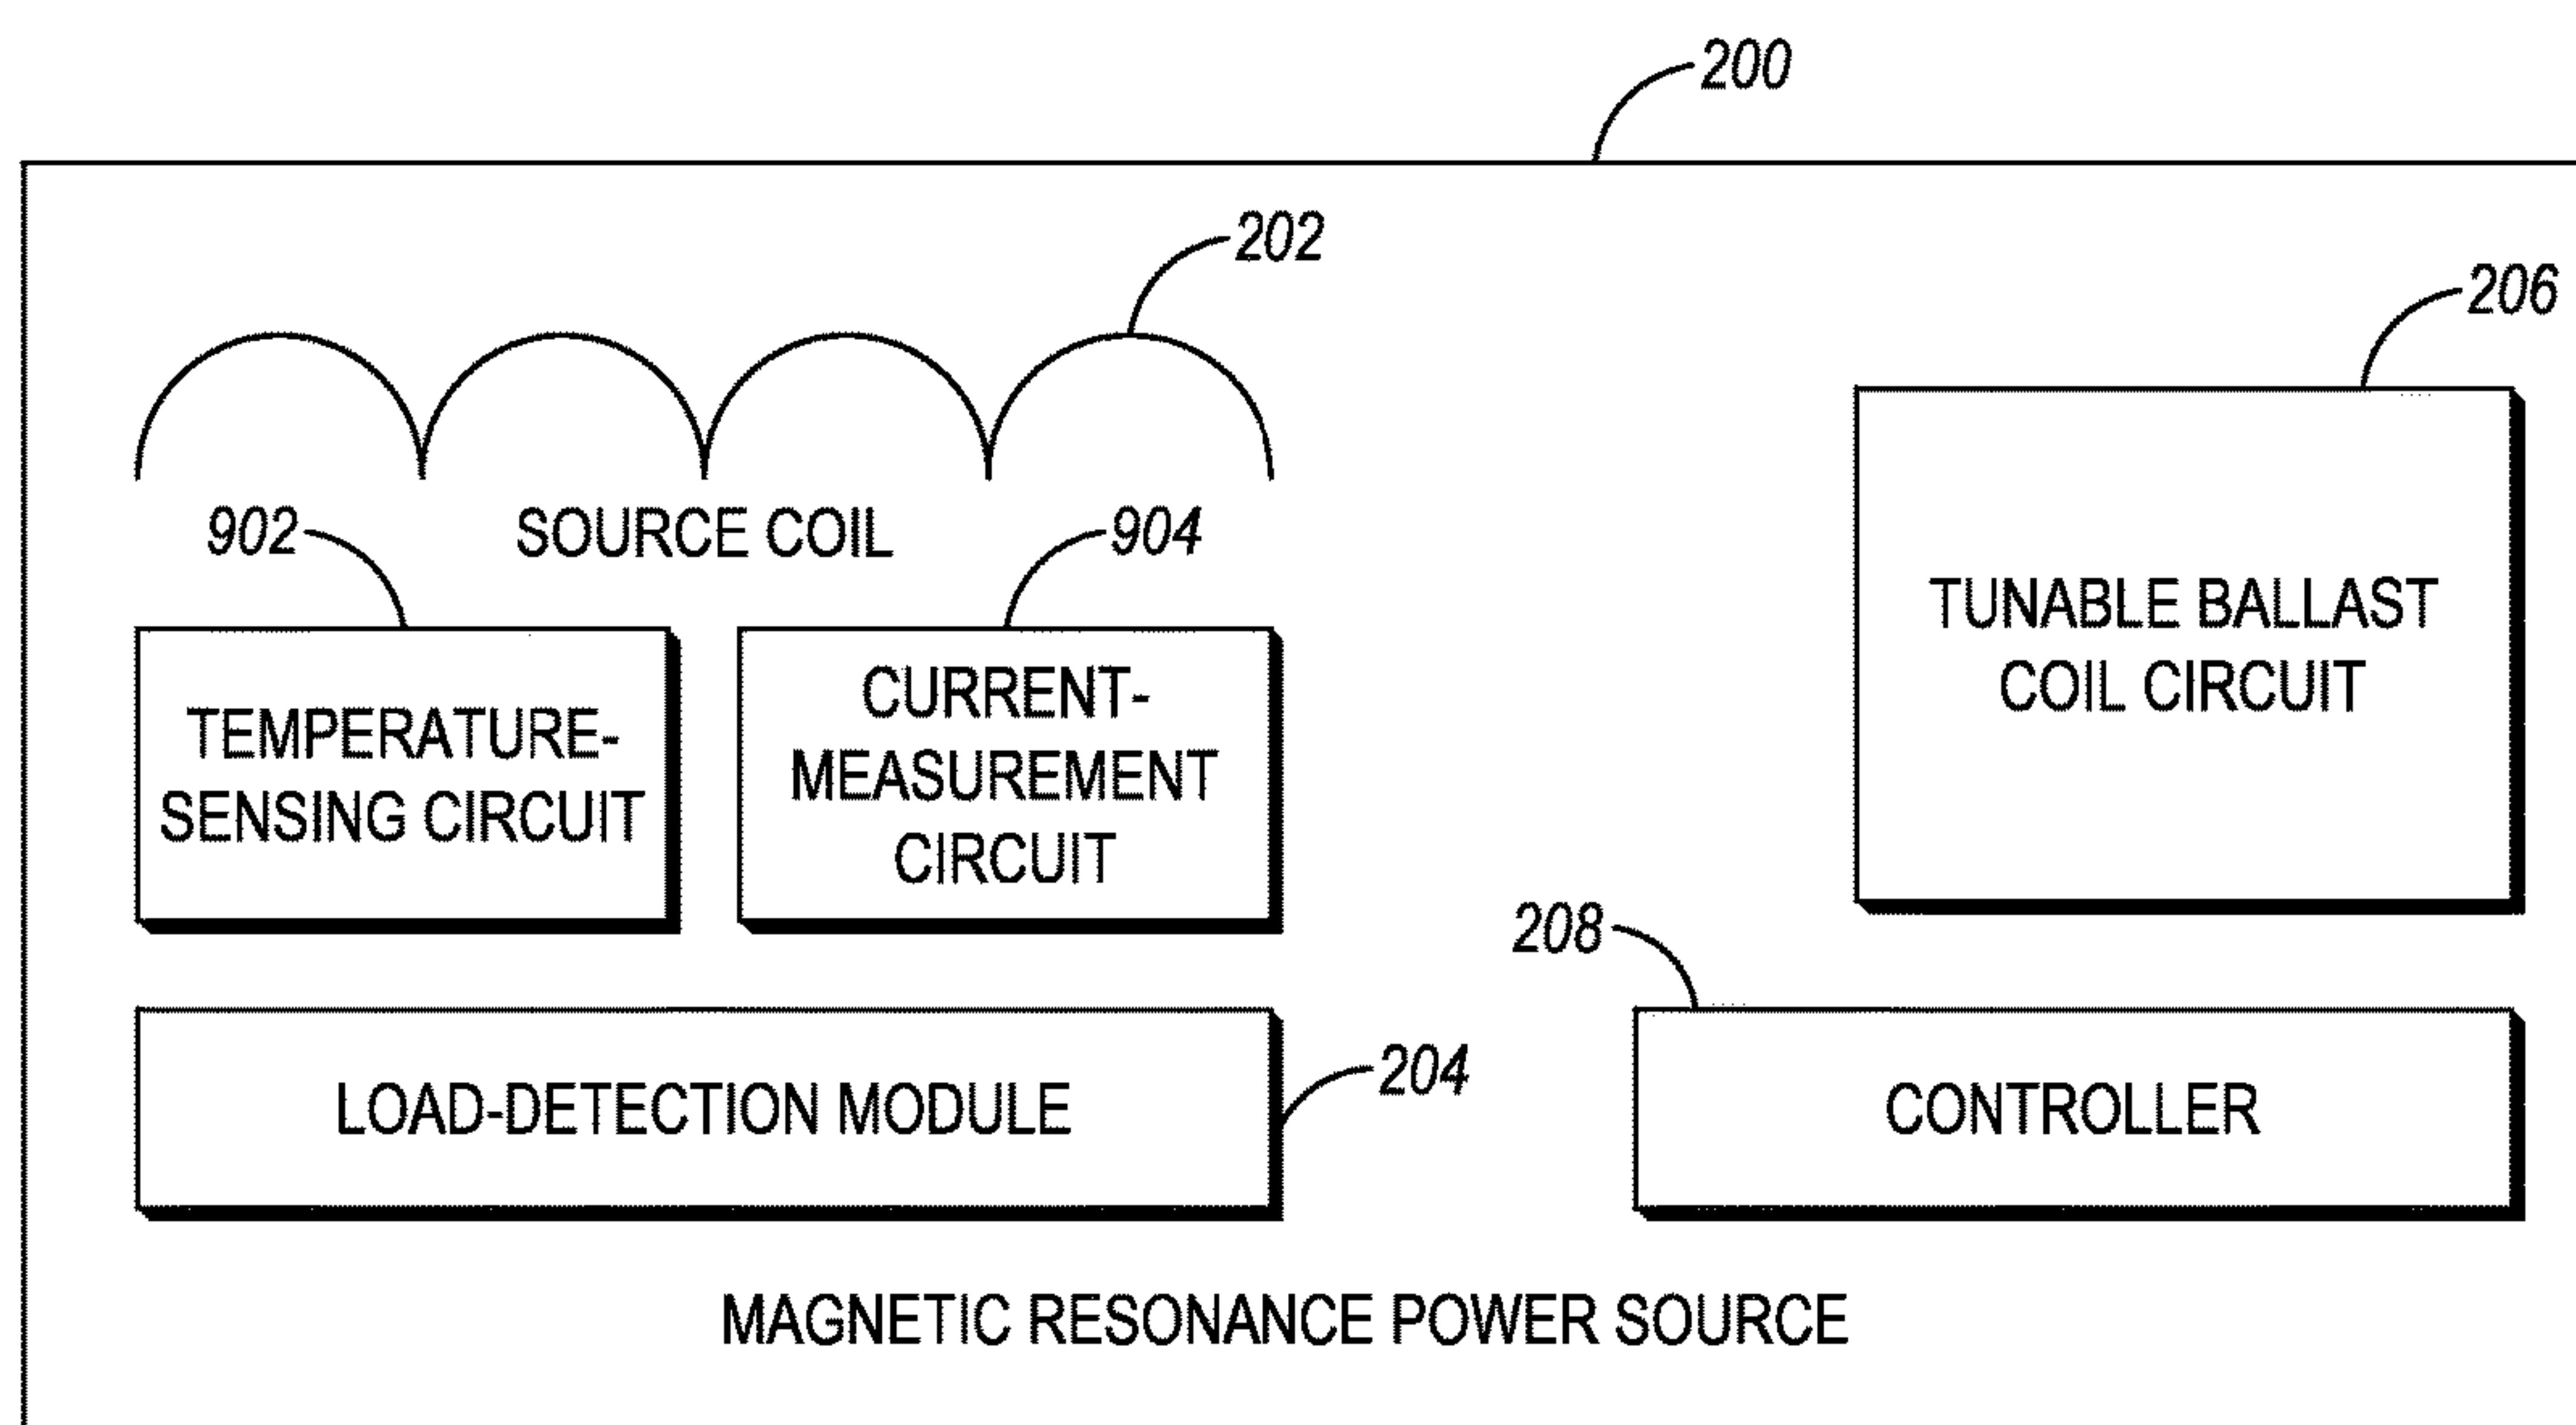 200
202
206
902
SOURCE COIL
904
TEMPERATURE-
SENSING CIRCUIT
CURRENT-
MEASUREMENT
CIRCUIT
TUNABLE BALLAST
COIL CIRCUIT
208
LOAD-DETECTION MODULE
204
CONTROLLER
MAGNETIC RESONANCE POWER SOURCE